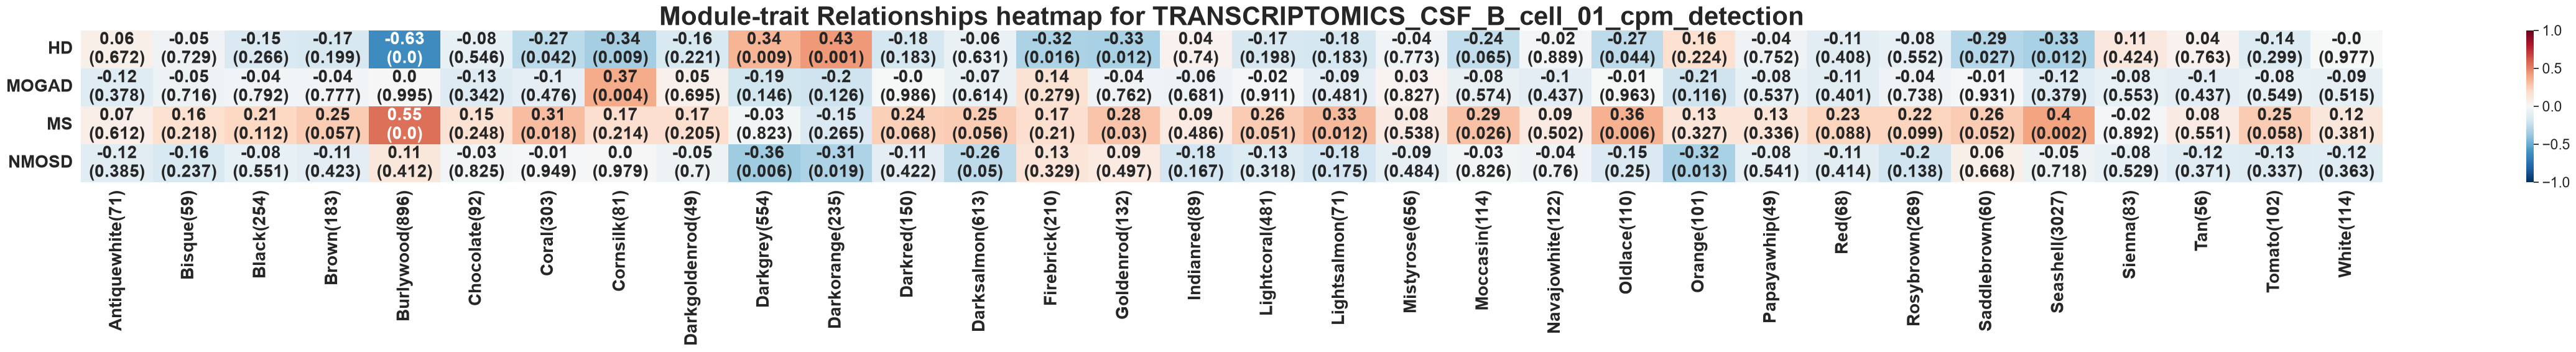 Module-trait Relationships heatmap for TRANSCRIPTOMICS_CSF_B_cell_01_cpm_detection
HD
0.06 -0.05 -0.15 -0.17 -0.63 -0.08 -0.27 -0.34 -0.16 0.34 0.43 -0.18 -0.06 -0.32 -0.33 0.04 -0.17 -0.18 -0.04 -0.24 -0.02 -0.27 0.16 -0.04 -0.11 -0.08 -0.29 -0.33 0.11 0.04 -0.14 -0.0
(0.672) (0.729) (0.266) (0.199) (0.0) (0.546) (0.042) (0.009) (0.221) (0.009) (0.001) (0.183) (0.631) (0.016) (0.012) (0.74) (0.198) (0.183) (0.773) (0.065) (0.889) (0.044) (0.224) (0.752) (0.408) (0.552) (0.027) (0.012) (0.424) (0.763) (0.299) (0.977)
MOGAD
-0.12 -0.05 -0.04 -0.04 0.0 -0.13 -0.1 0.37 0.05 -0.19 -0.2 -0.0 -0.07 0.14 -0.04 -0.06 -0.02 -0.09 0.03 -0.08 -0.1 -0.01 -0.21 -0.08 -0.11 -0.04 -0.01 -0.12 -0.08 -0.1 -0.08 -0.09
(0.378) (0.716) (0.792) (0.777) (0.995) (0.342) (0.476) (0.004) (0.695) (0.146) (0.126) (0.986) (0.614) (0.279) (0.762) (0.681) (0.911) (0.481) (0.827) (0.574) (0.437) (0.963) (0.116) (0.537) (0.401) (0.738) (0.931) (0.379) (0.553) (0.437) (0.549) (0.515)
MS
0.07 0.16 0.21 0.25 0.55 0.15 0.31 0.17 0.17 -0.03 -0.15 0.24 0.25 0.17 0.28 0.09 0.26 0.33 0.08 0.29 0.09 0.36 0.13 0.13 0.23 0.22 0.26 0.4 -0.02 0.08 0.25 0.12
(0.612) (0.218) (0.112) (0.057) (0.0) (0.248) (0.018) (0.214) (0.205) (0.823) (0.265) (0.068) (0.056) (0.21) (0.03) (0.486) (0.051) (0.012) (0.538) (0.026) (0.502) (0.006) (0.327) (0.336) (0.088) (0.099) (0.052) (0.002) (0.892) (0.551) (0.058) (0.381)
NMOSD
-0.12 -0.16 -0.08 -0.11 0.11 -0.03 -0.01 0.0 -0.05 -0.36 -0.31 -0.11 -0.26 0.13 0.09 -0.18 -0.13 -0.18 -0.09 -0.03 -0.04 -0.15 -0.32 -0.08 -0.11 -0.2 0.06 -0.05 -0.08 -0.12 -0.13 -0.12
(0.385) (0.237) (0.551) (0.423) (0.412) (0.825) (0.949) (0.979) (0.7) (0.006) (0.019) (0.422) (0.05) (0.329) (0.497) (0.167) (0.318) (0.175) (0.484) (0.826) (0.76) (0.25) (0.013) (0.541) (0.414) (0.138) (0.668) (0.718) (0.529) (0.371) (0.337) (0.363)
Antiquewhite(71)
Bisque(59)
Black(254)
Brown(183)
Burlywood(896)
Chocolate(92)
Coral(303)
Cornsilk(81)
Darkgoldenrod(49)
Darkgrey(554)
Darkorange(235)
Darkred(150)
Darksalmon(613)
Firebrick(210)
Goldenrod(132)
Indianred(89)
Lightcoral(481)
Lightsalmon(71)
Mistyrose(656)
Moccasin(114)
Navajowhite(122)
Oldlace(110)
Orange(101)
Papayawhip(49)
Red(68)
Rosybrown(269)
Saddlebrown(60)
Seashell(3027)
Sienna(83)
Tan(56)
Tomato(102)
White(114)
1.0
0.5
0.0
−0.5
−1.0